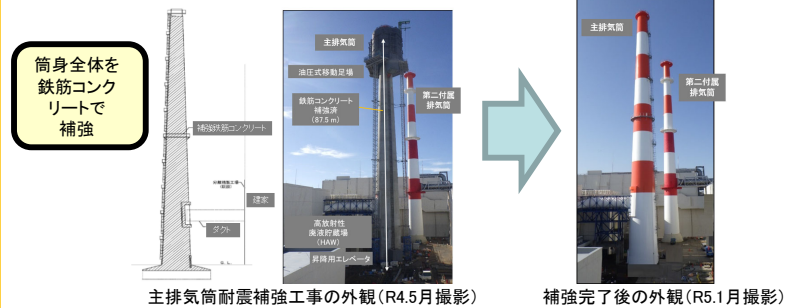 筒身全体を
鉄筋コンク
リートで
補強
補強鉄筋コンクリート
建家
ダクト
主排気筒
油圧式移動足場
第二付属
排気筒
鉄筋コンクリート
補強済
(87.5 m)
高放射性
廃液貯蔵場
(HAW)
昇降用エレベータ
主排気筒耐震補強工事の外観(R4.5月撮影)
主排気筒
第二付属
排気筒
補強完了後の外観(R5.1月撮影)